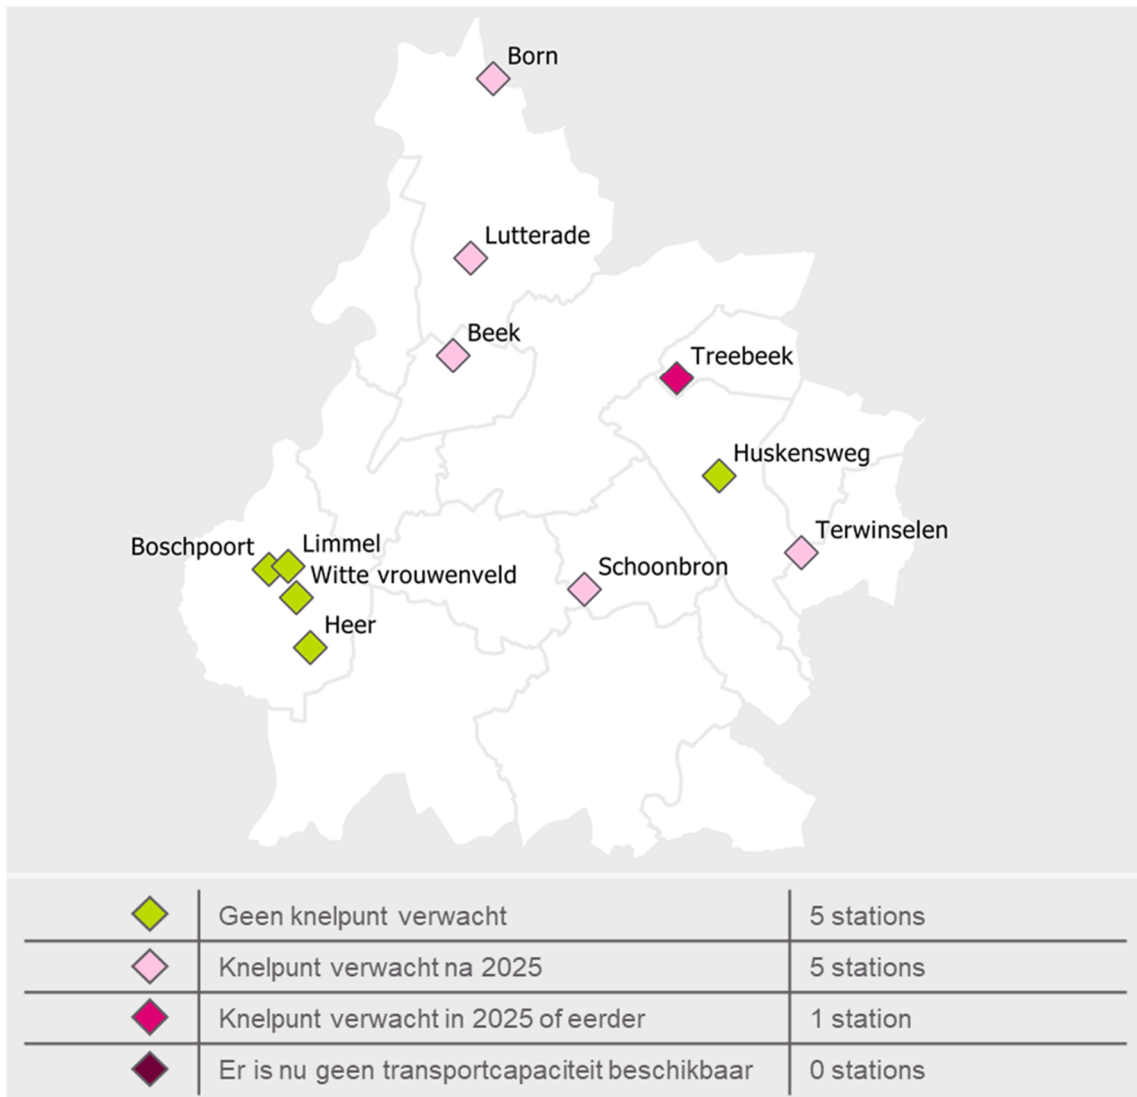 Born
Lutterade
Beek
Treebeek
Huskensweg
Terwinselen
Boschpoort
Limmel
Witte vrouwenveld
Schoonbron
Heer
Geen knelpunt verwacht 5 stations
Knelpunt verwacht na 2025 5 stations
Knelpunt verwacht in 2025 of eerder 1 station
Er is nu geen transportcapaciteit beschikbaar 0 stations